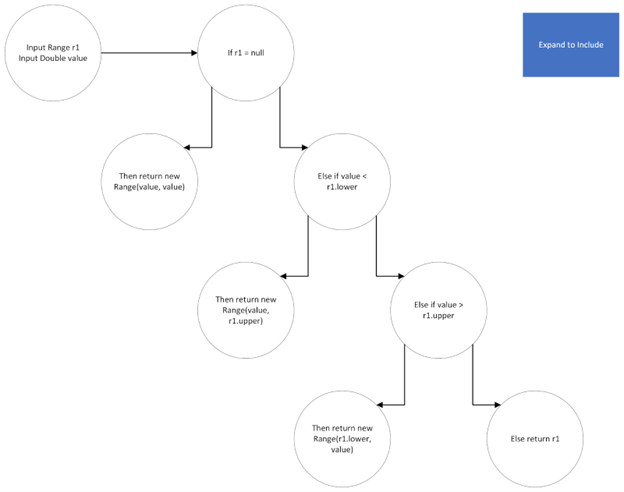 Input Range r1
Input Double value
If r1 = null
Expand to Include
Then return new
Range(value, value)
Else if value <
r1.lower
Then return new
Range(value,
r1.upper)
Else if value >
r1.upper
Then return new
Range(r1.lower,
value)
Else return r1